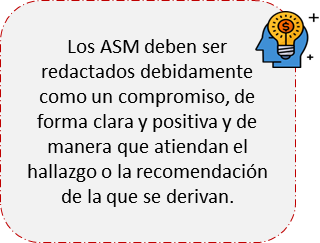 Los ASM deben ser
redactados debidamente
como un compromiso, de
forma clara y positiva y de
manera que atiendan el
hallazgo o la recomendación
de la que se derivan.